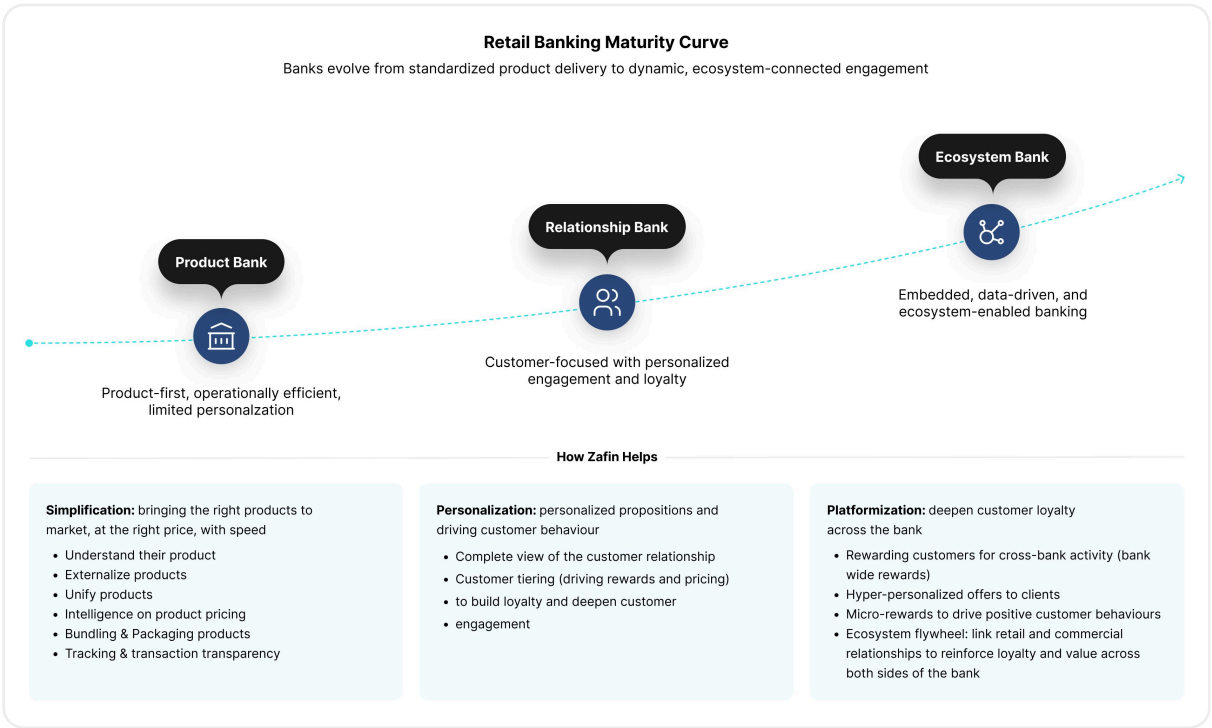 Retail Banking Maturity Curve
Banks evolve from standardized product delivery to dynamic, ecosystem-connected engagement
Product Bank
Product-first, operationally efficient,
limited personalzation
Relationship Bank
Customer-focused with personalized
engagement and loyalty
Ecosystem Bank
Embedded, data-driven, and
ecosystem-enabled banking
How Zafin Helps
Simplification: bringing the right products to
market, at the right price, with speed
• Understand their product
• Externalize products
• Unify products
• Intelligence on product pricing
• Bundling & Packaging products
• Tracking & transaction transparency
Personalization: personalized propositions and
driving customer behaviour
• Complete view of the customer relationship
• Customer tiering (driving rewards and pricing)
• to build loyalty and deepen customer
• engagement
Platformization: deepen customer loyalty
across the bank
• Rewarding customers for cross-bank activity (bank
wide rewards)
• Hyper-personalized offers to clients
• Micro-rewards to drive positive customer behaviours
• Ecosystem flywheel: link retail and commercial
relationships to reinforce loyalty and value across
both sides of the bank